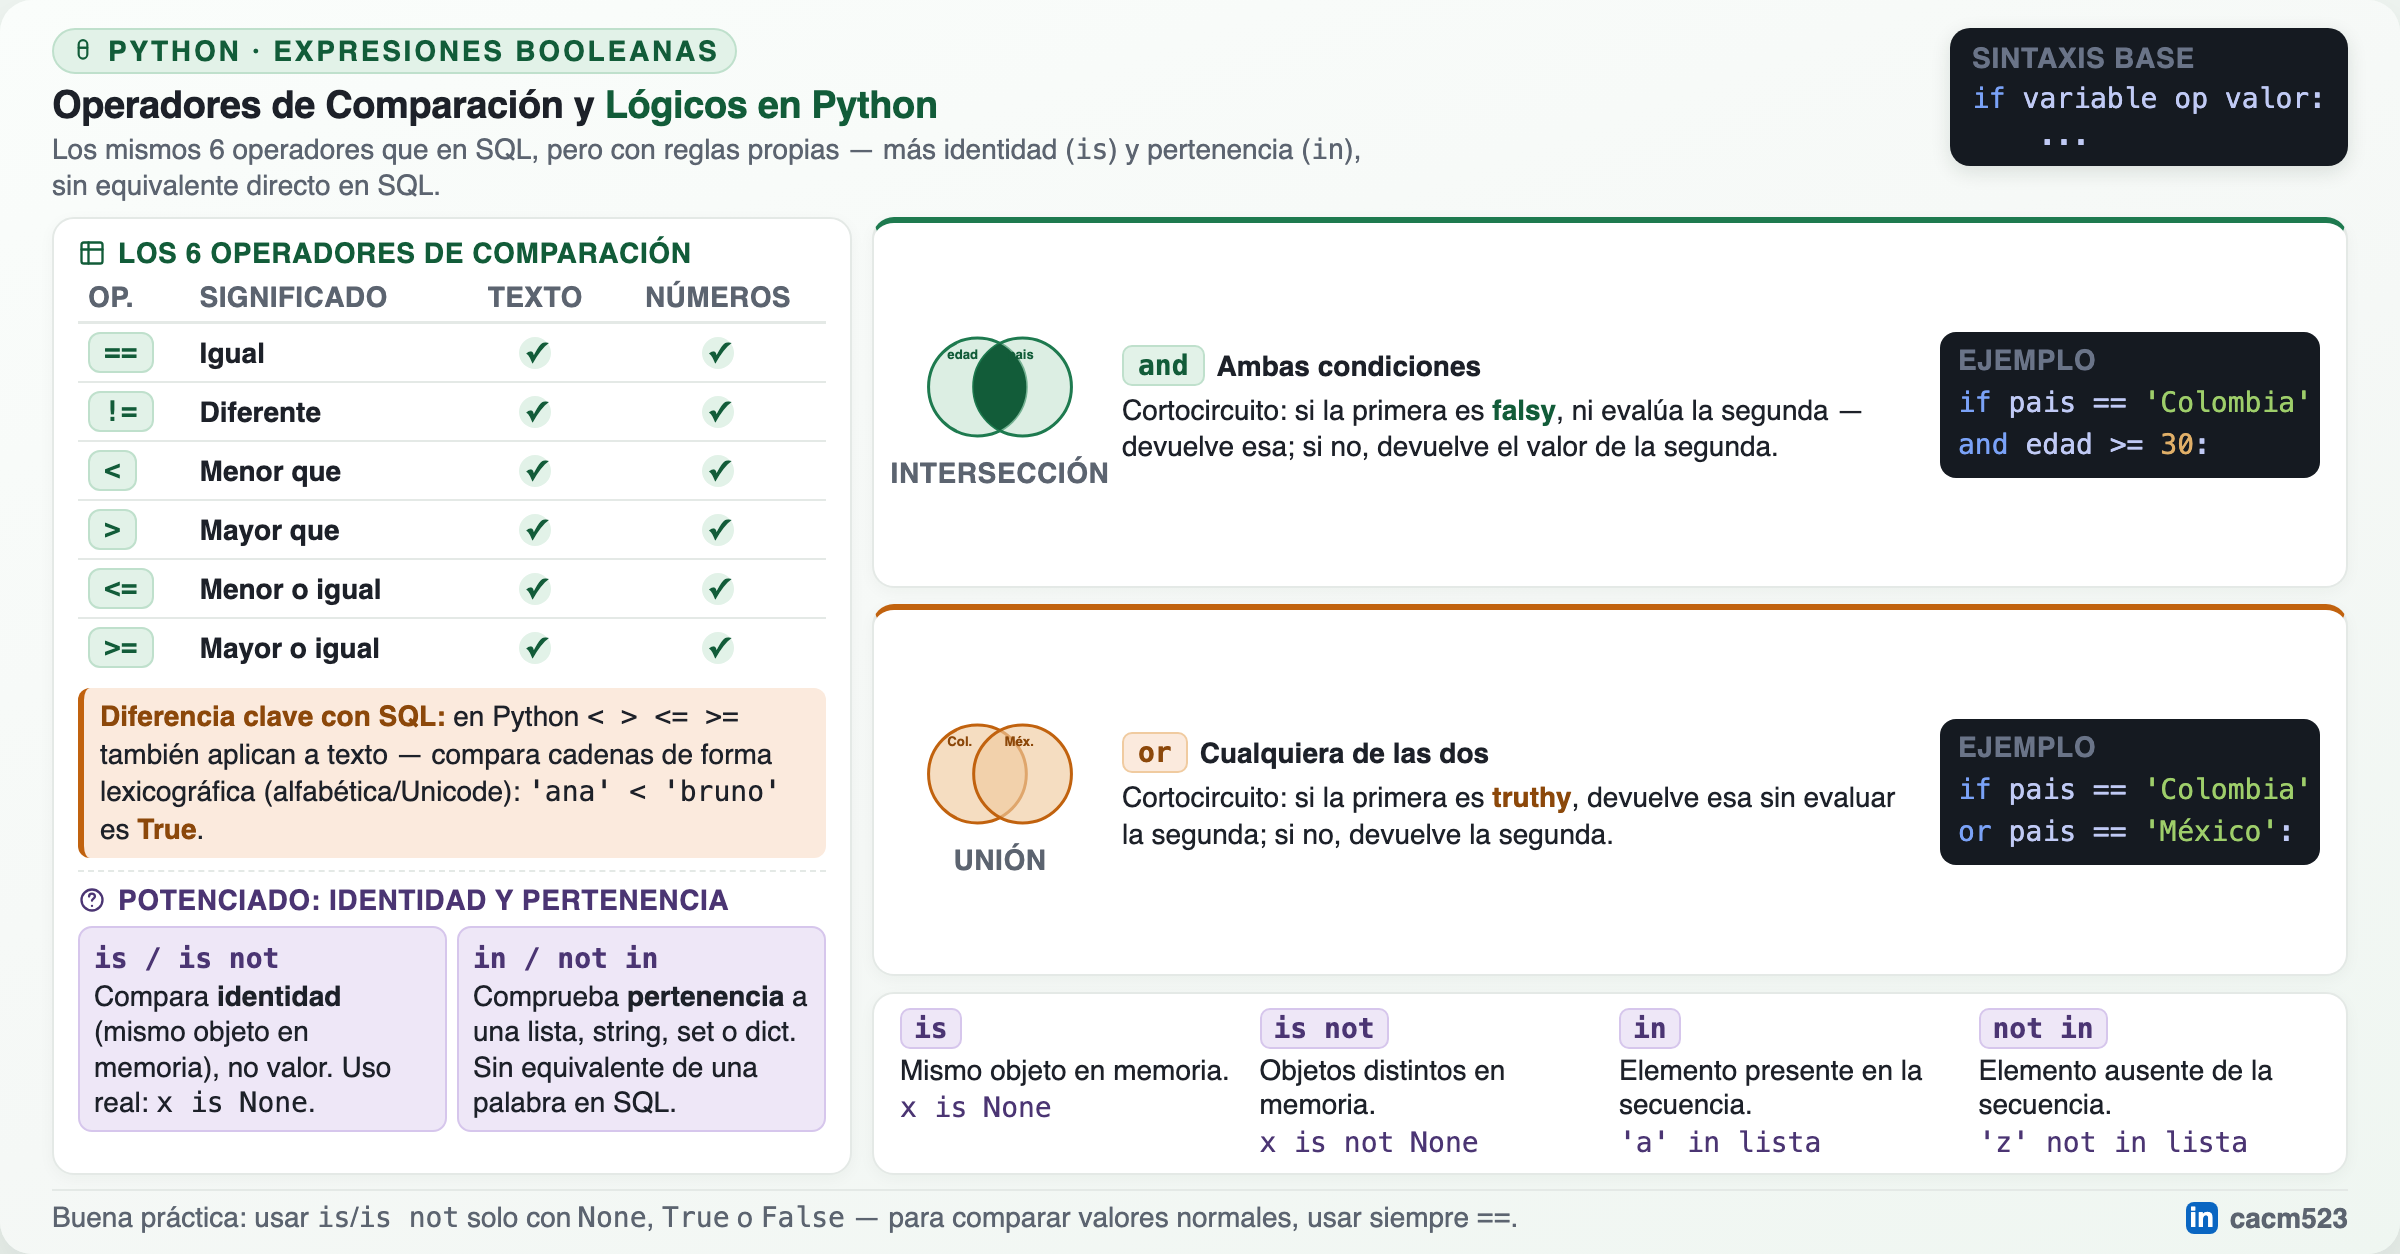 PYTHON · EXPRESIONES BOOLEANAS
Operadores de Comparación y Lógicos en Python
Los mismos 6 operadores que en SQL, pero con reglas propias — más identidad (is) y pertenencia (in),
sin equivalente directo en SQL.
SINTAXIS BASE
if variable op valor:
...
LOS 6 OPERADORES DE COMPARACIÓN
OP. SIGNIFICADO TEXTO NÚMEROS
== Igual ✓ ✓
!= Diferente ✓ ✓
< Menor que ✓ ✓
> Mayor que ✓ ✓
<= Menor o igual ✓ ✓
>= Mayor o igual ✓ ✓
Diferencia clave con SQL: en Python < > <= >=
también aplican a texto — compara cadenas de forma
lexicográfica (alfabética/Unicode): 'ana' < 'bruno'
es True.
POTENCIADO: IDENTIDAD Y PERTENENCIA
is / is not
Compara identidad
(mismo objeto en
memoria), no valor. Uso
real: x is None.
in / not in
Comprueba pertenencia a
una lista, string, set o dict.
Sin equivalente de una
palabra en SQL.
edad
INTERSECCIÓN
and Ambas condiciones
Cortocircuito: si la primera es falsy, ni evalúa la segunda —
devuelve esa; si no, devuelve el valor de la segunda.
EJEMPLO
if pais == 'Colombia'
and edad >= 30:
Col. Méx.
UNIÓN
or Cualquiera de las dos
Cortocircuito: si la primera es truthy, devuelve esa sin evaluar
la segunda; si no, devuelve la segunda.
EJEMPLO
if pais == 'Colombia'
or pais == 'México':
is
Mismo objeto en memoria.
x is None
is not
Objetos distintos en
memoria.
x is not None
in
Elemento presente en la
secuencia.
'a' in lista
not in
Elemento ausente de la
secuencia.
'z' not in lista
Buena práctica: usar is/is not solo con None, True o False — para comparar valores normales, usar siempre ==.
in cacm523